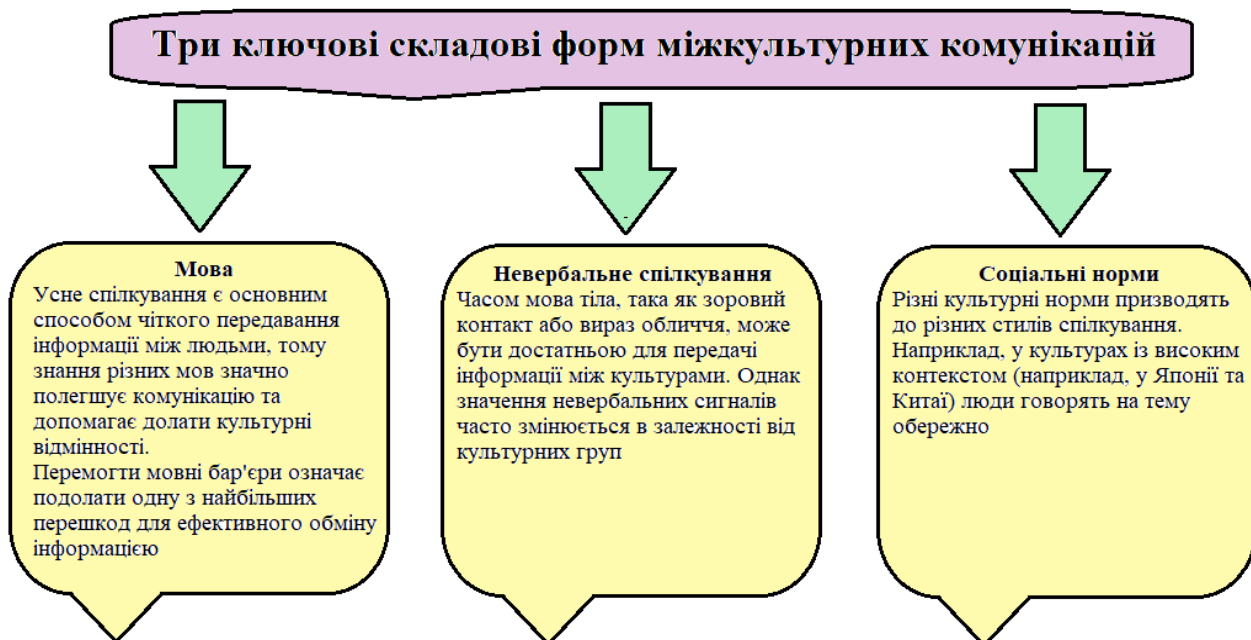 Три ключові складові форм міжкультурних комунікацій
Мова
Усне спілкування є основним
способом чіткого передавання
інформації між людьми, тому
знання різних мов значно
полегшує комунікацію та
допомагає долати культурні
відмінності.
Перемогти мовні бар'єри означає
подолати одну з найбільших
перешкод для ефективного обміну
інформацією
Невербальне спілкування
Часом мова тіла, така як зоровий
контакт або вираз обличчя, може
бути достатньою для передачі
інформації між культурами. Однак
значення невербальних сигналів
часто змінюється в залежності від
культурних груп
Соціальні норми
Різні культурні норми призводять
до різних стилів спілкування.
Наприклад, у культурах із високим
контекстом (наприклад, у Японії та
Китаї) люди говорять на тему
обережно